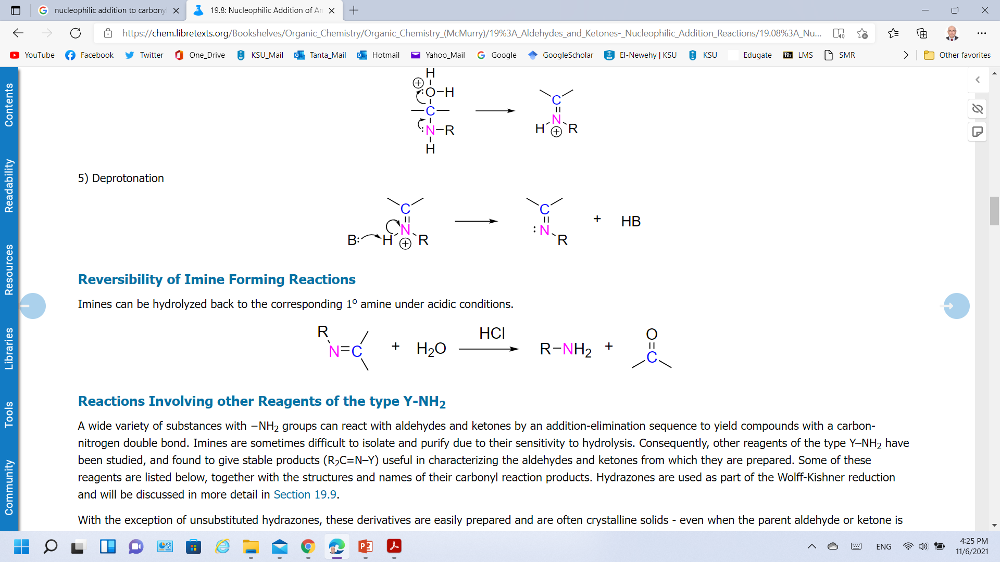 nucleophilic addition to carbony
19.8: Nucleophilic Addition of Am
https://chem.libretexts.org/Bookshelves/Organic_Chemistry/Organic_Chemistry_(McMurry)/19%3A_Aldehydes_and_Ketones-_Nucleophilic_Addition_Reactions/19.08%3A_Nu...
YouTube Facebook Twitter One_Drive KSU_Mail Tanta_Mail Hotmail Yahoo_Mail Google GoogleScholar El-Newehy | KSU KSU Edugate Bb LMS SMR Other favorites
Contents
Readability
Resources
Libraries
Tools
Community
H
⊕
:O–H
C
C
:N–R
N
H ⊕ R
H
5) Deprotonation
C
C
N
:N
+ HB
B: H ⊕ R
R
Reversibility of Imine Forming Reactions
Imines can be hydrolyzed back to the corresponding 1º amine under acidic conditions.
R
HCl
O
N=C + H₂O R–NH₂ +
C
Reactions Involving other Reagents of the type Y-NH₂
A wide variety of substances with −NH₂ groups can react with aldehydes and ketones by an addition-elimination sequence to yield compounds with a carbon-
nitrogen double bond. Imines are sometimes difficult to isolate and purify due to their sensitivity to hydrolysis. Consequently, other reagents of the type Y–NH₂ have
been studied, and found to give stable products (R₂C=N–Y) useful in characterizing the aldehydes and ketones from which they are prepared. Some of these
reagents are listed below, together with the structures and names of their carbonyl reaction products. Hydrazones are used as part of the Wolff-Kishner reduction
and will be discussed in more detail in Section 19.9.
With the exception of unsubstituted hydrazones, these derivatives are easily prepared and are often crystalline solids - even when the parent aldehyde or ketone is
ENG
4:25 PM
11/6/2021